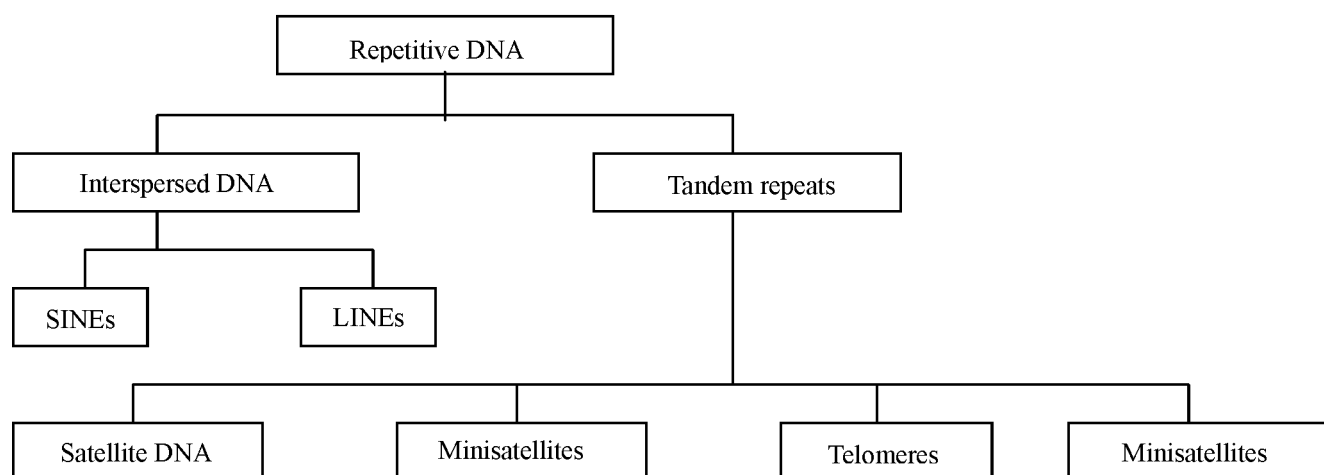 Repetitive DNA
Interspersed DNA
Tandem repeats
SINEs
LINEs
Satellite DNA
Minisatellites
Telomeres
Minisatellites